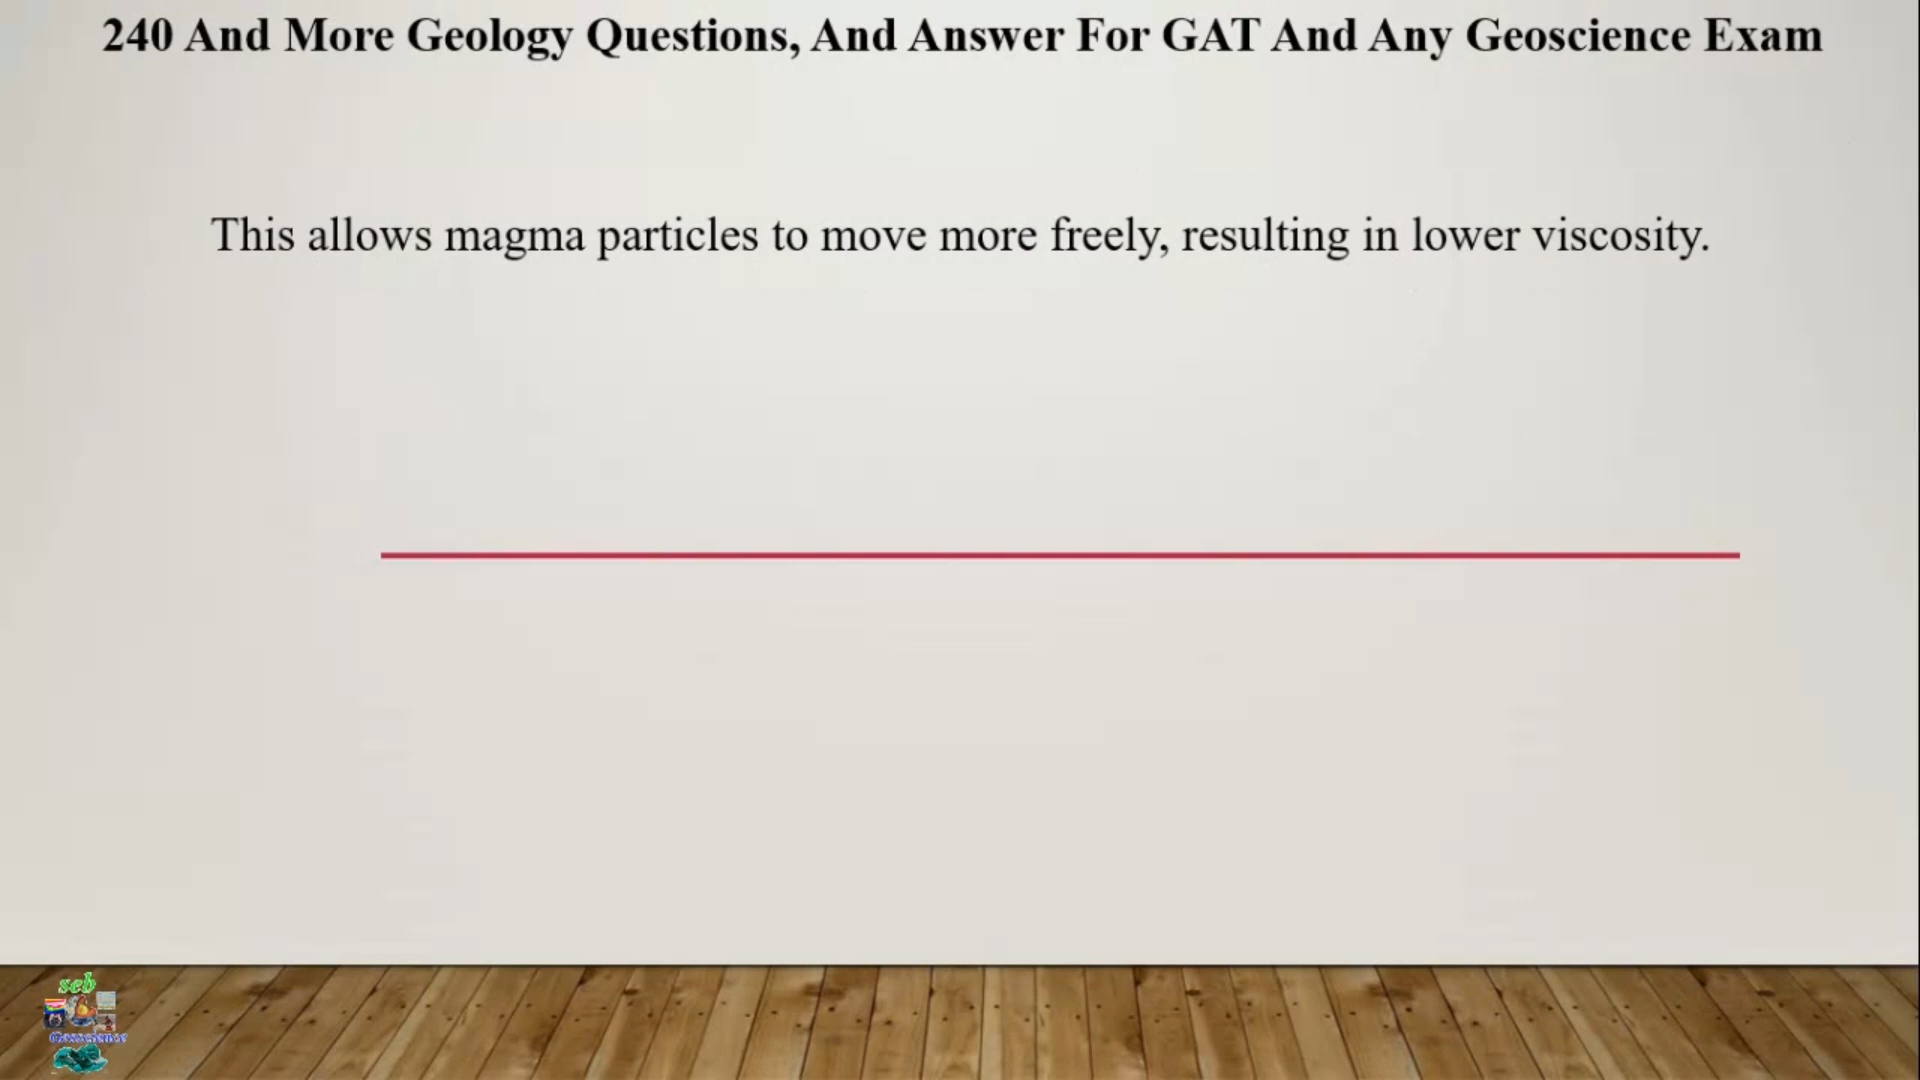 240 And More Geology Questions, And Answer For GAT And Any Geoscience Exam
This allows magma particles to move more freely, resulting in lower viscosity.
seb
Geoscience